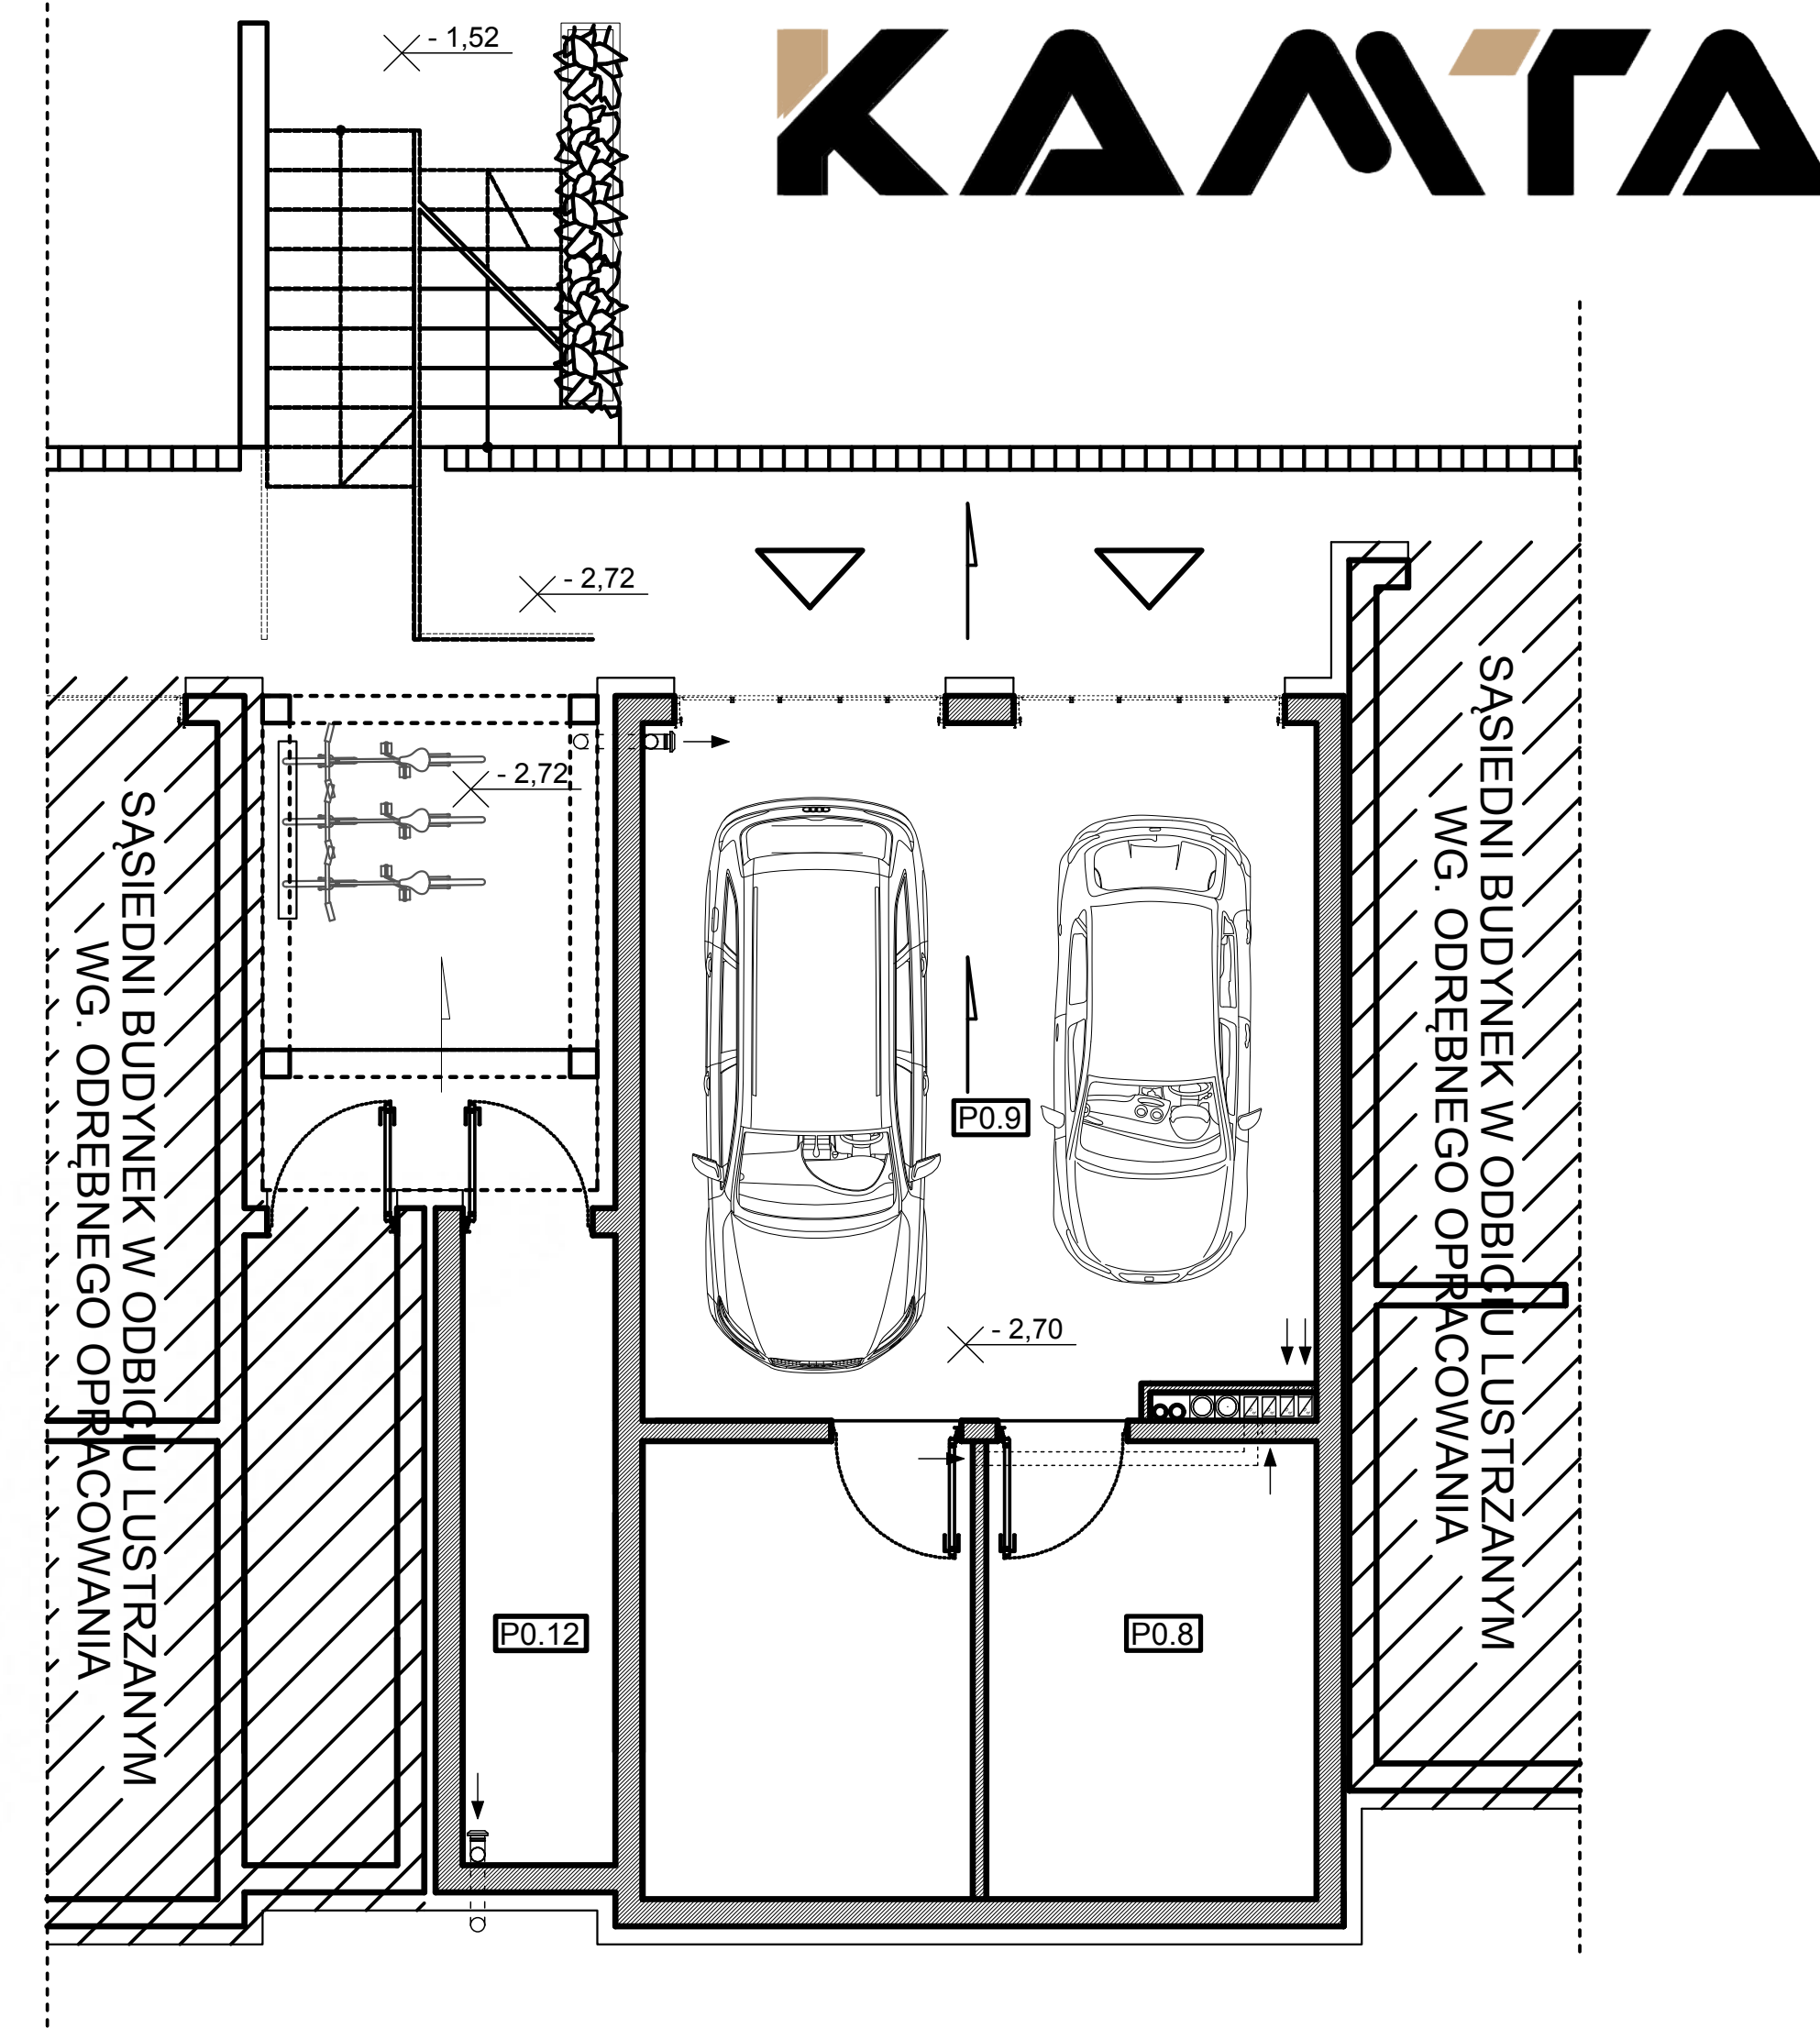 KAMTA
- 1,52
- 2,72
- 2,72
SĄSIEDNI BUDYNEK W ODBICIU LUSTRZANYM
WG. ODRĘBNEGO OPRACOWANIA
SĄSIEDNI BUDYNEK W ODBICIU LUSTRZANYM
WG. ODRĘBNEGO OPRACOWANIA
P0.9
- 2,70
P0.12
P0.8